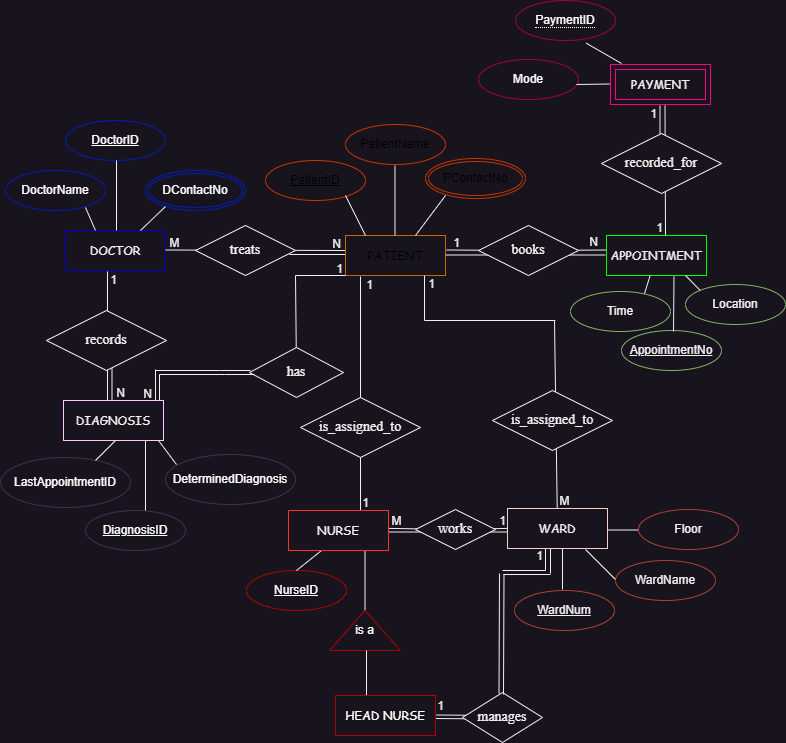 PaymentID
Mode
PAYMENT
1
DoctorID
DoctorName
DContactNo
PatientName
PatientID
PContactNo
recorded_for
1
DOCTOR
M
treats
N
PATIENT
1
books
N
APPOINTMENT
1
1
1
1
Time
Location
AppointmentNo
records
has
N
N
DIAGNOSIS
is_assigned_to
is_assigned_to
LastAppointmentID
DeterminedDiagnosis
DiagnosisID
1
M
NURSE
M
works
1
WARD
Floor
1
WardName
NurseID
WardNum
is a
HEAD NURSE
1
manages